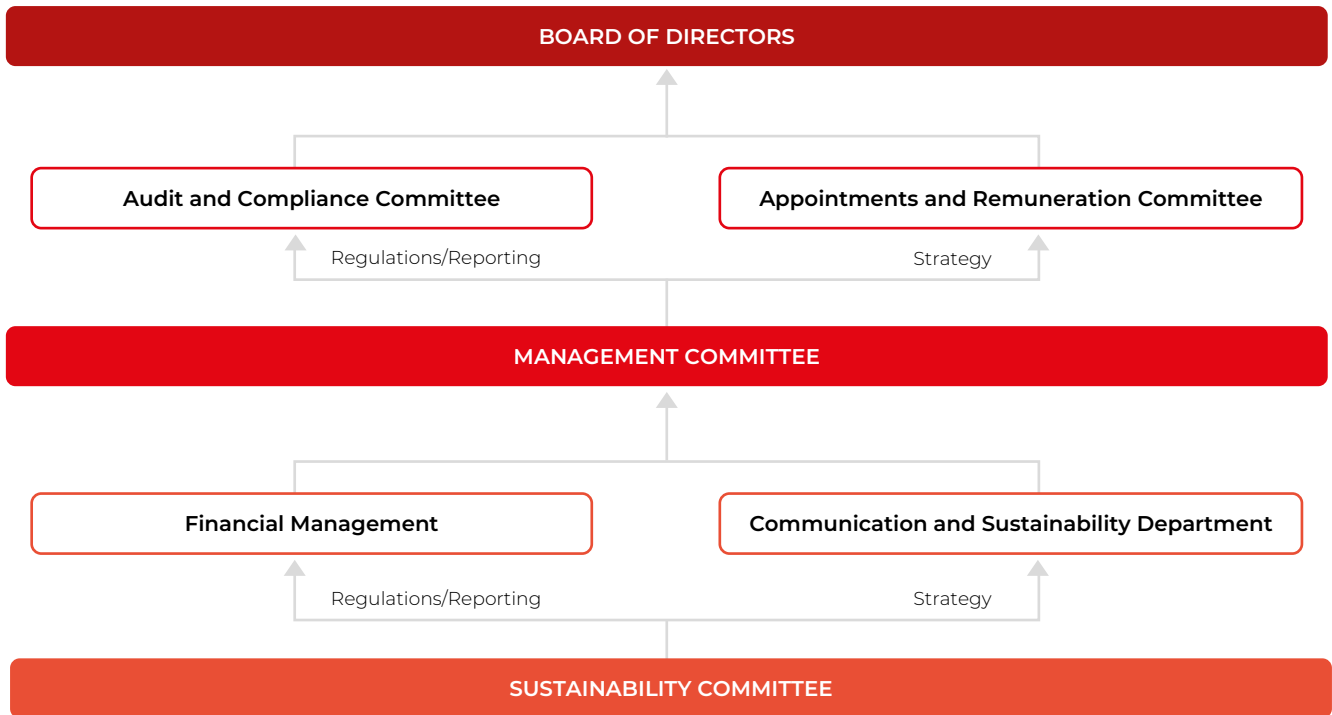 BOARD OF DIRECTORS
Audit and Compliance Committee
Appointments and Remuneration Committee
Regulations/Reporting
Strategy
MANAGEMENT COMMITTEE
Financial Management
Communication and Sustainability Department
Regulations/Reporting
Strategy
SUSTAINABILITY COMMITTEE